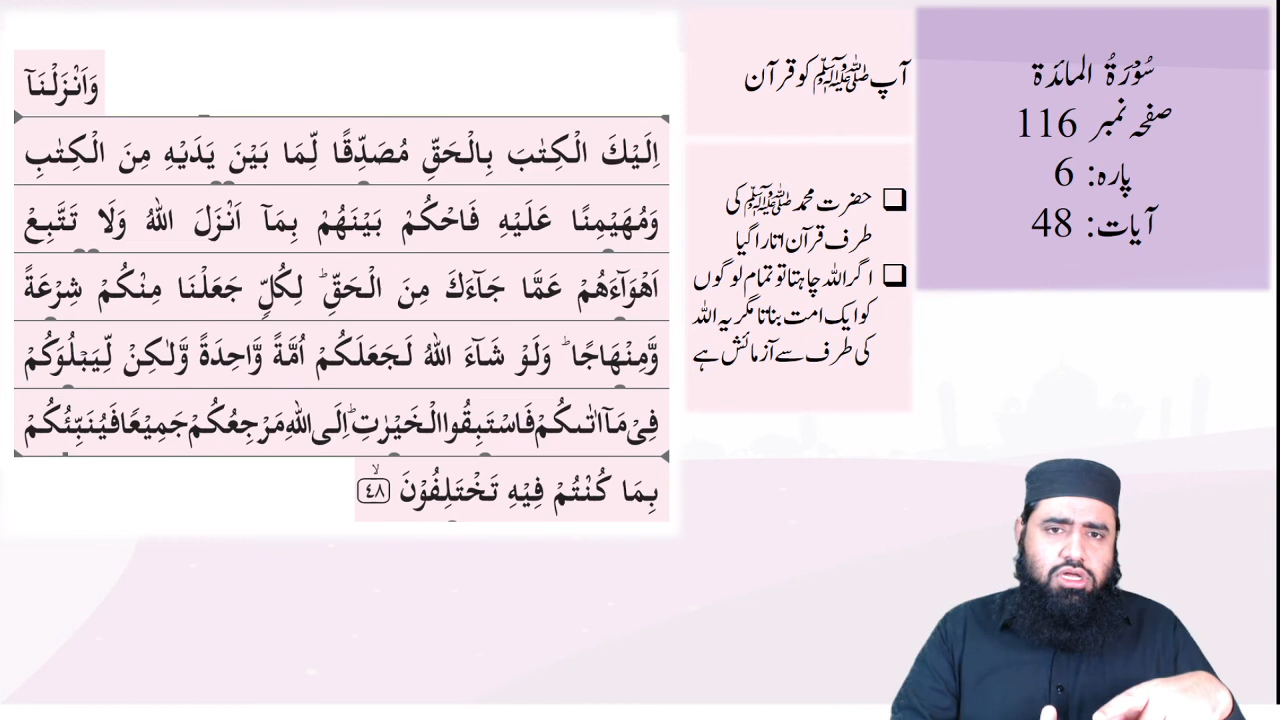 سُوْرَۃُ المائدۃ
صفحہ نمبر 116
پارہ: 6
آیات: 48
آپ ﷺ کو قرآن
❑ حضرت محمد ﷺ کی
طرف قرآن اتارا گیا
❑ اگر اللہ چاہتا تو تمام لوگوں
کو ایک امت بناتا مگر یہ اللہ
کی طرف سے آزمائش ہے
وَاَنْزَلْنَاۤ
اِلَيْكَ الْكِتٰبَ بِالْحَقِّ مُصَدِّقًا لِّمَا بَيْنَ يَدَيْهِ مِنَ الْكِتٰبِ
وَمُهَيْمِنًا عَلَيْهِ فَاحْكُمْ بَيْنَهُمْ بِمَاۤ اَنْزَلَ اللّٰهُ وَلَا تَتَّبِعْ
اَهْوَآءَهُمْ عَمَّا جَآءَكَ مِنَ الْحَقِّ ؕ لِكُلٍّ جَعَلْنَا مِنْكُمْ شِرْعَةً
وَّمِنْهَاجًا ؕ وَلَوْ شَآءَ اللّٰهُ لَجَعَلَكُمْ اُمَّةً وَّاحِدَةً وَّلٰكِنْ لِّيَبْلُوَكُمْ
فِيْ مَاۤ اٰتٰىكُمْ فَاسْتَبِقُوا الْخَيْرٰتِ ؕ اِلَى اللّٰهِ مَرْجِعُكُمْ جَمِيْعًا فَيُنَبِّئُكُمْ
بِمَا كُنْتُمْ فِيْهِ تَخْتَلِفُوْنَ ۙ ٤٨